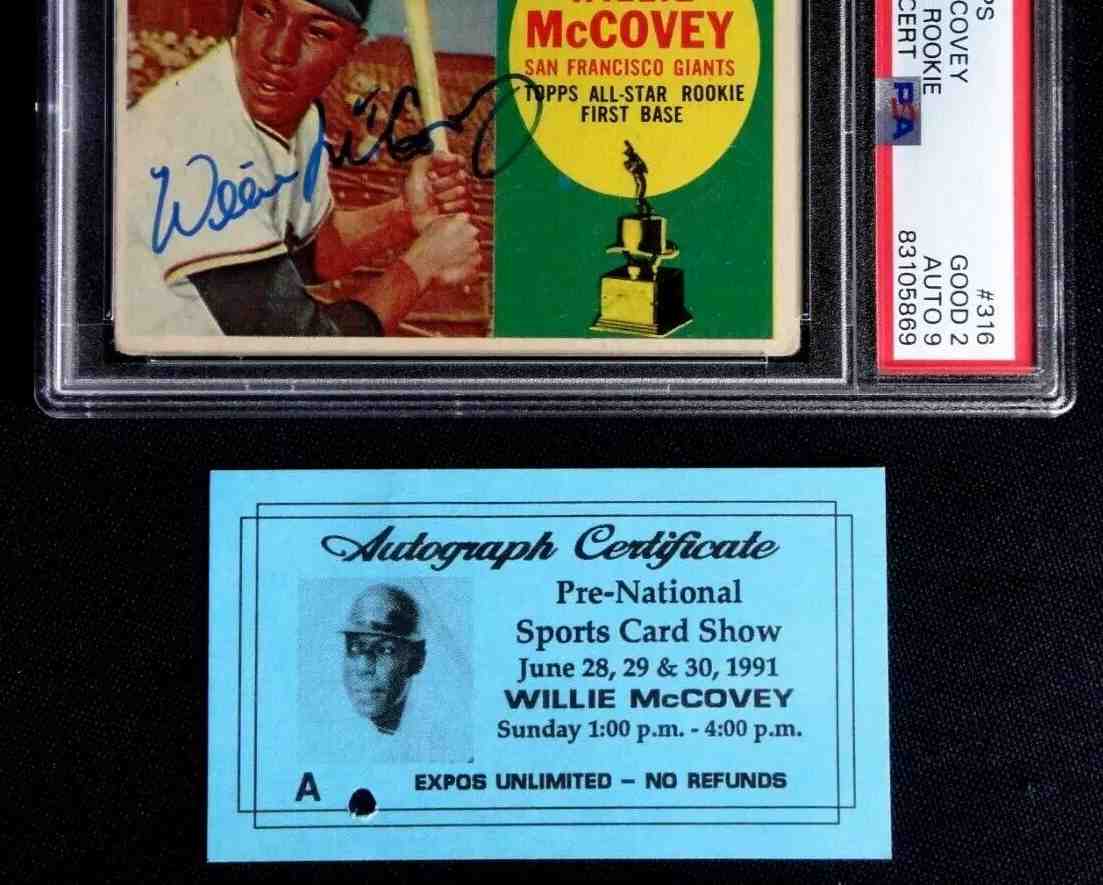 McCOVEY
SAN FRANCISCO GIANTS
TOPPS ALL-STAR ROOKIE
FIRST BASE
Willie McCovey
COVEY
ROOKIE
CERT
PSA
#316
GOOD 2
AUTO 9
83105869
Autograph Certificate
Pre-National
Sports Card Show
June 28, 29 & 30, 1991
WILLIE McCOVEY
Sunday 1:00 p.m. - 4:00 p.m.
A
EXPOS UNLIMITED – NO REFUNDS